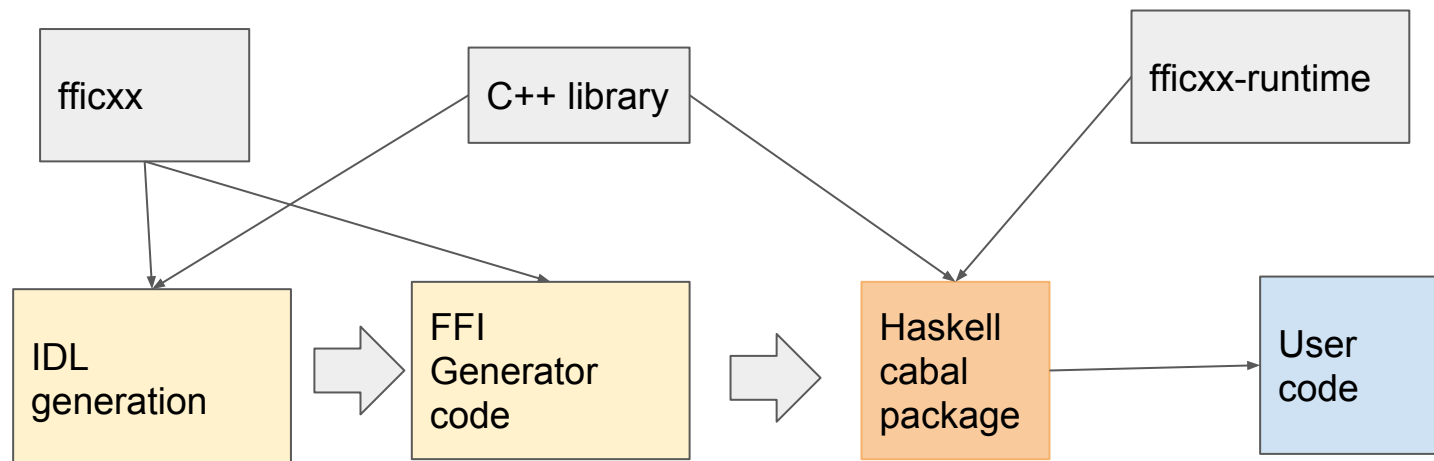 fficxx
C++ library
fficxx-runtime
IDL
generation
FFI
Generator
code
Haskell
cabal
package
User
code